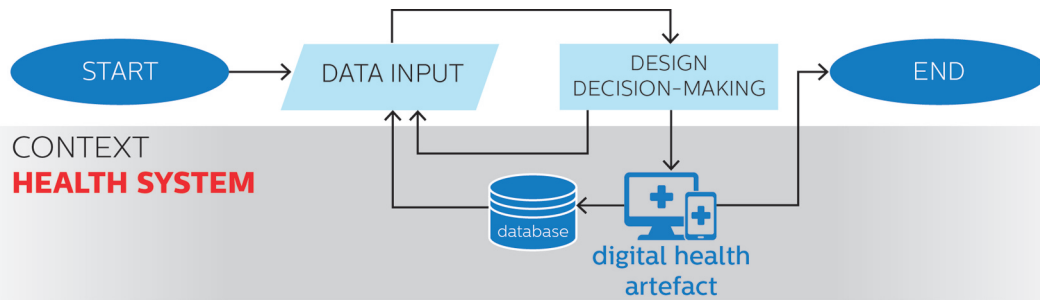 START
DATA INPUT
DESIGN
DECISION-MAKING
END
CONTEXT
HEALTH SYSTEM
database
digital health
artefact